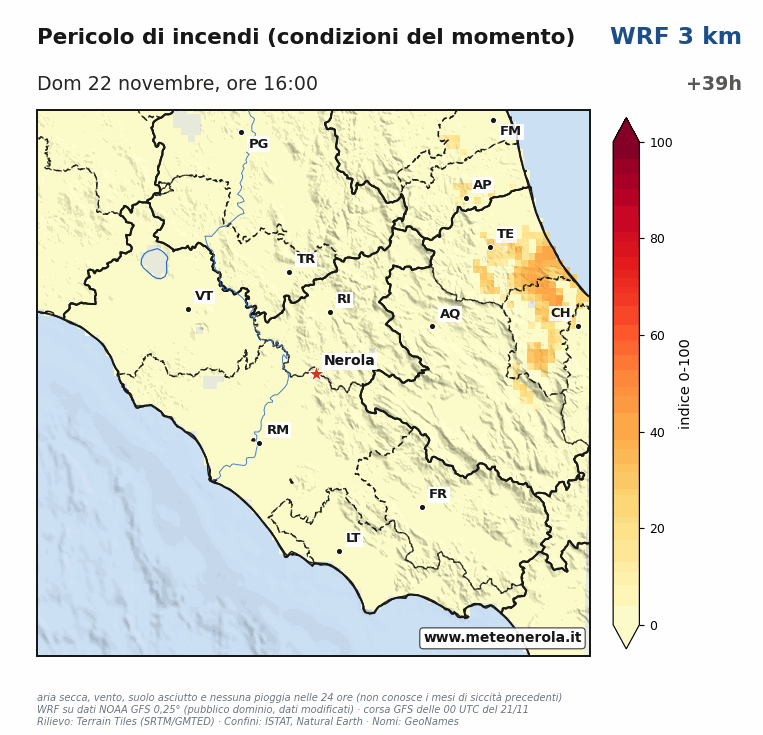 Pericolo di incendi (condizioni del momento) WRF 3 km
Dom 22 novembre, ore 16:00 +39h
FM
PG
AP
TE
TR
VT
RI
AQ
CH
Nerola
RM
FR
LT
www.meteonerola.it
100
80
60
40
20
0
indice 0-100
aria secca, vento, suolo asciutto e nessuna pioggia nelle 24 ore (non conosce i mesi di siccità precedenti)
WRF su dati NOAA GFS 0,25° (pubblico dominio, dati modificati) · corsa GFS delle 00 UTC del 21/11
Rilievo: Terrain Tiles (SRTM/GMTED) · Confini: ISTAT, Natural Earth · Nomi: GeoNames